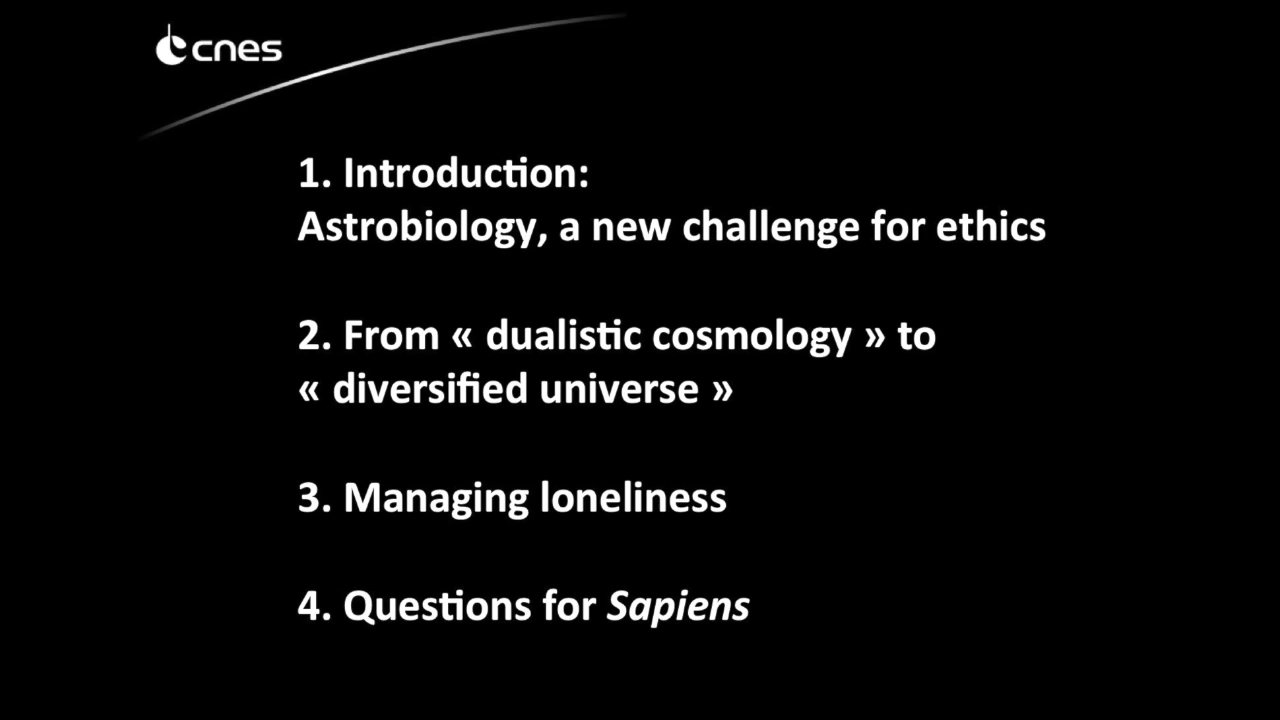 cnes
1. Introduction:
Astrobiology, a new challenge for ethics
2. From « dualistic cosmology » to
« diversified universe »
3. Managing loneliness
4. Questions for Sapiens